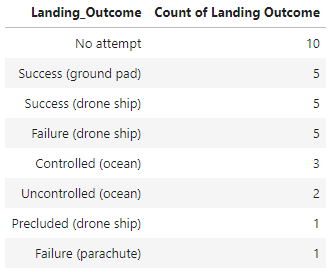 Landing_Outcome Count of Landing Outcome
No attempt 10
Success (ground pad) 5
Success (drone ship) 5
Failure (drone ship) 5
Controlled (ocean) 3
Uncontrolled (ocean) 2
Precluded (drone ship) 1
Failure (parachute) 1